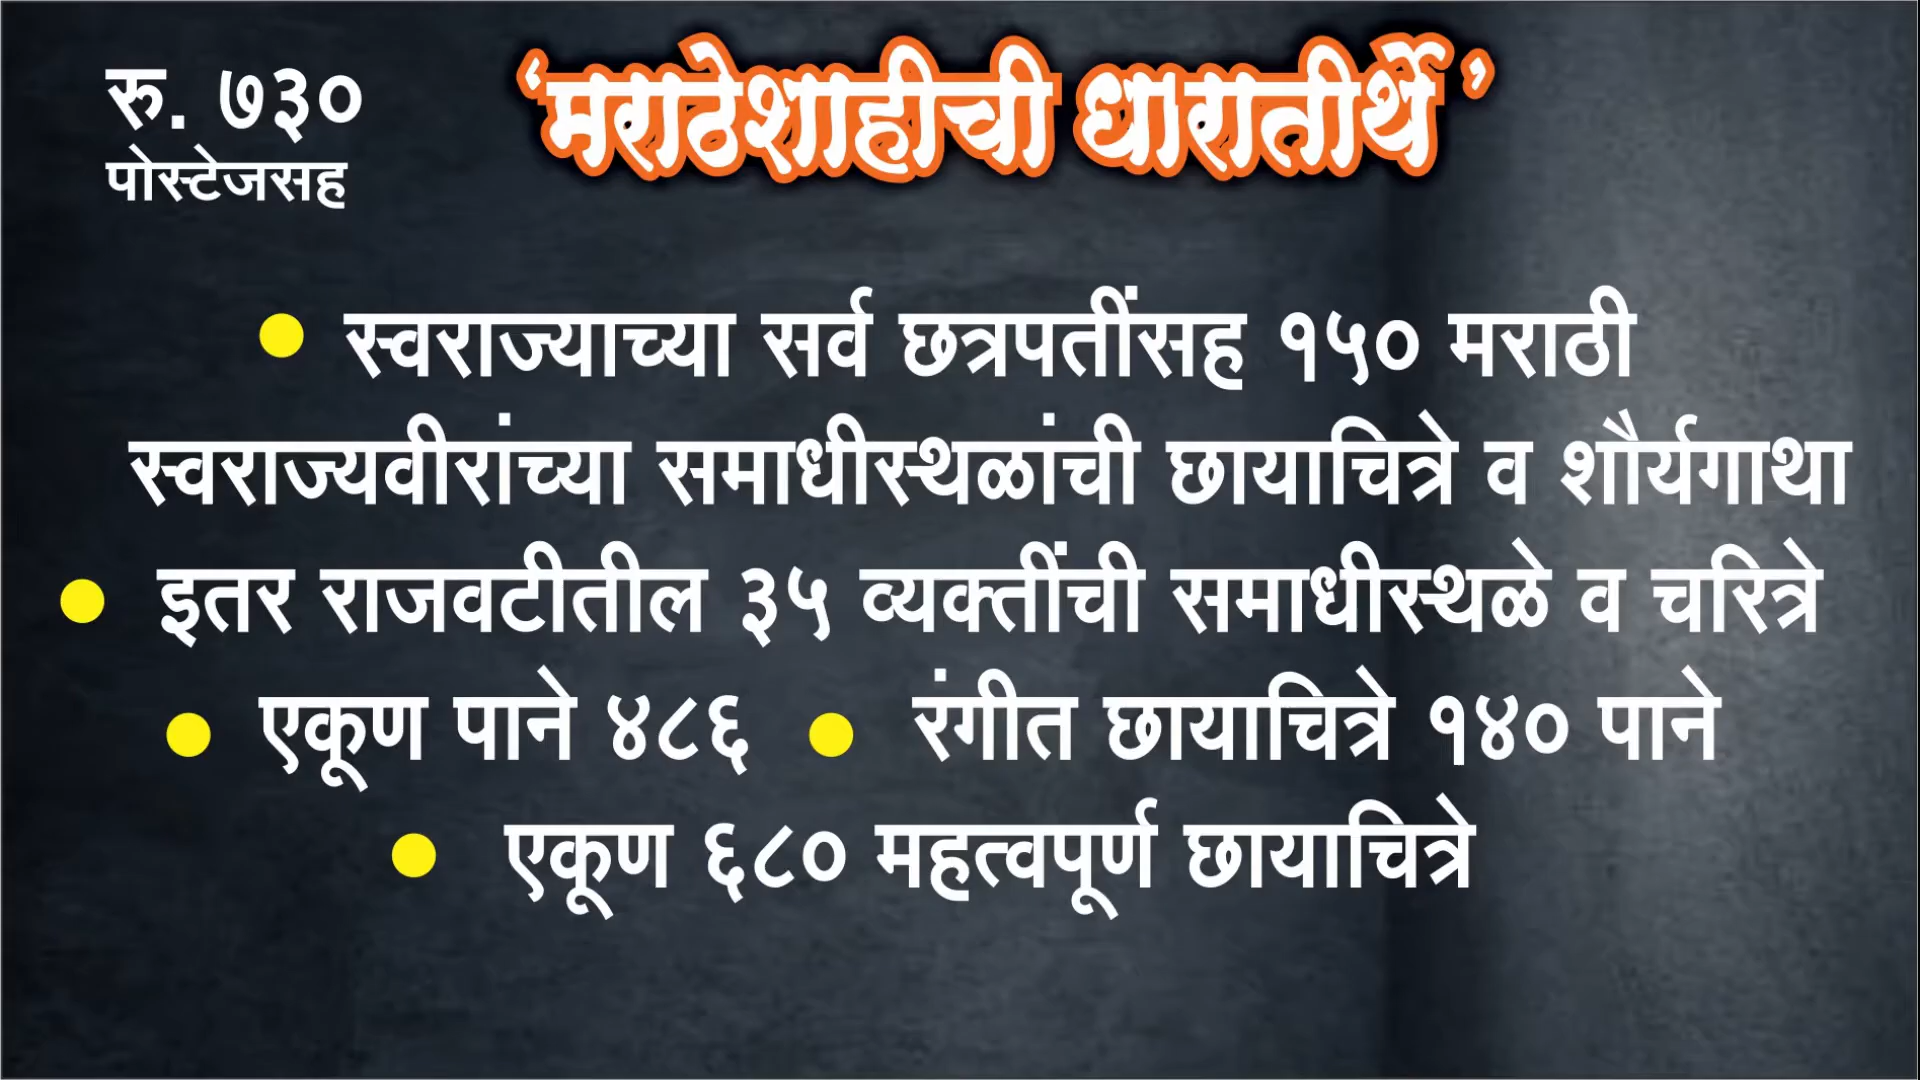 रु. ७३०
पोस्टेजसह
‘मराठेशाहीची धारातीर्थे’
● स्वराज्याच्या सर्व छत्रपतींसह १५० मराठी
स्वराज्यवीरांच्या समाधीस्थळांची छायाचित्रे व शौर्यगाथा
● इतर राजवटीतील ३५ व्यक्तींची समाधीस्थळे व चरित्रे
● एकूण पाने ४८६ ● रंगीत छायाचित्रे १४० पाने
● एकूण ६८० महत्वपूर्ण छायाचित्रे